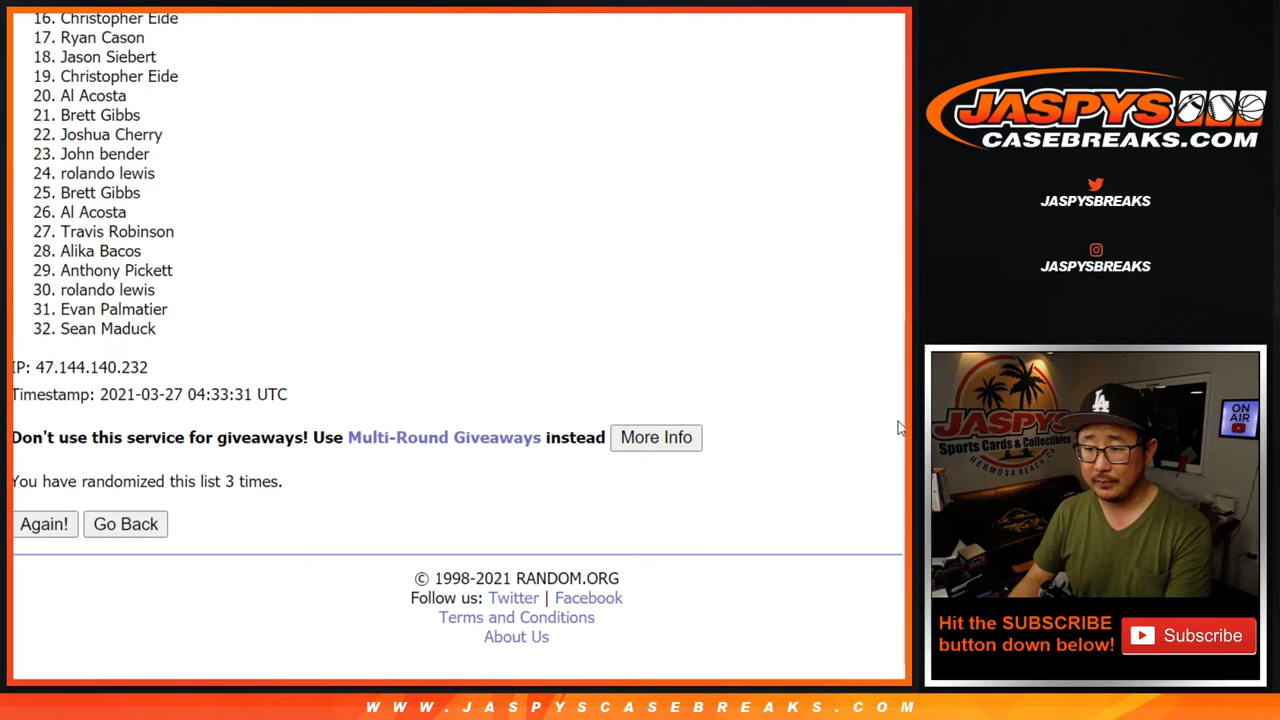 16. Christopher Eide
17. Ryan Cason
18. Jason Siebert
19. Christopher Eide
20. Al Acosta
21. Brett Gibbs
22. Joshua Cherry
23. John bender
24. rolando lewis
25. Brett Gibbs
26. Al Acosta
27. Travis Robinson
28. Alika Bacos
29. Anthony Pickett
30. rolando lewis
31. Evan Palmatier
32. Sean Maduck
IP: 47.144.140.232
Timestamp: 2021-03-27 04:33:31 UTC
Don't use this service for giveaways! Use Multi-Round Giveaways instead More Info
You have randomized this list 3 times.
Again! Go Back
© 1998-2021 RANDOM.ORG
Follow us: Twitter | Facebook
Terms and Conditions
About Us
JASPYS
CASEBREAKS.COM
JASPYSBREAKS
JASPYSBREAKS
JASPYS
Sports Cards & Collectibles
HERMOSA BEACH, CA
LA
ON
AIR
Hit the SUBSCRIBE
button down below!
Subscribe
WWW.JASPYSCASEBREAKS.COM